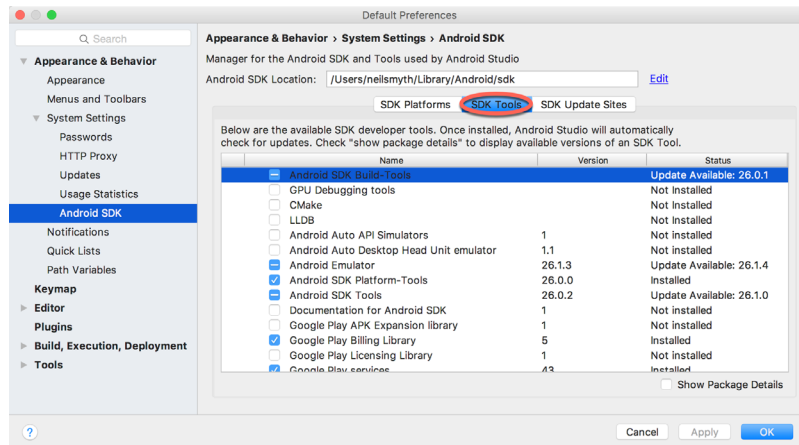 Default Preferences
Search
Appearance & Behavior
Appearance
Menus and Toolbars
System Settings
Passwords
HTTP Proxy
Updates
Usage Statistics
Android SDK
Notifications
Quick Lists
Path Variables
Keymap
Editor
Plugins
Build, Execution, Deployment
Tools
Appearance & Behavior › System Settings › Android SDK
Manager for the Android SDK and Tools used by Android Studio
Android SDK Location: /Users/neilsmyth/Library/Android/sdk Edit
SDK Platforms SDK Tools SDK Update Sites
Below are the available SDK developer tools. Once installed, Android Studio will automatically
check for updates. Check "show package details" to display available versions of an SDK Tool.
Name Version Status
Android SDK Build-Tools Update Available: 26.0.1
GPU Debugging tools Not Installed
CMake Not Installed
LLDB Not Installed
Android Auto API Simulators 1 Not installed
Android Auto Desktop Head Unit emulator 1.1 Not installed
Android Emulator 26.1.3 Update Available: 26.1.4
Android SDK Platform-Tools 26.0.0 Installed
Android SDK Tools 26.0.2 Update Available: 26.1.0
Documentation for Android SDK 1 Not installed
Google Play APK Expansion library 1 Not installed
Google Play Billing Library 5 Installed
Google Play Licensing Library 1 Not installed
Google Play services 43 Installed
Show Package Details
? Cancel Apply OK